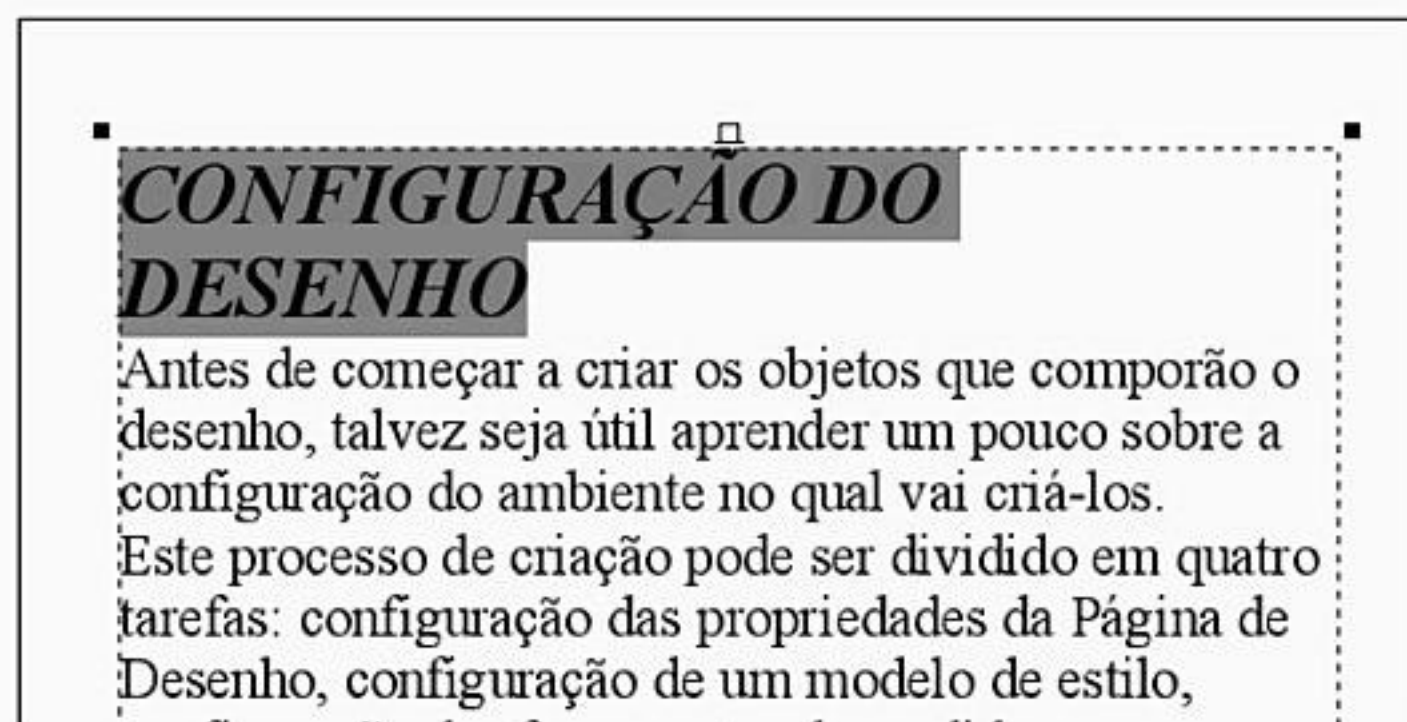 CONFIGURAÇÃO DO
DESENHO
Antes de começar a criar os objetos que comporão o
desenho, talvez seja útil aprender um pouco sobre a
configuração do ambiente no qual vai criá-los.
Este processo de criação pode ser dividido em quatro
tarefas: configuração das propriedades da Página de
Desenho, configuração de um modelo de estilo,